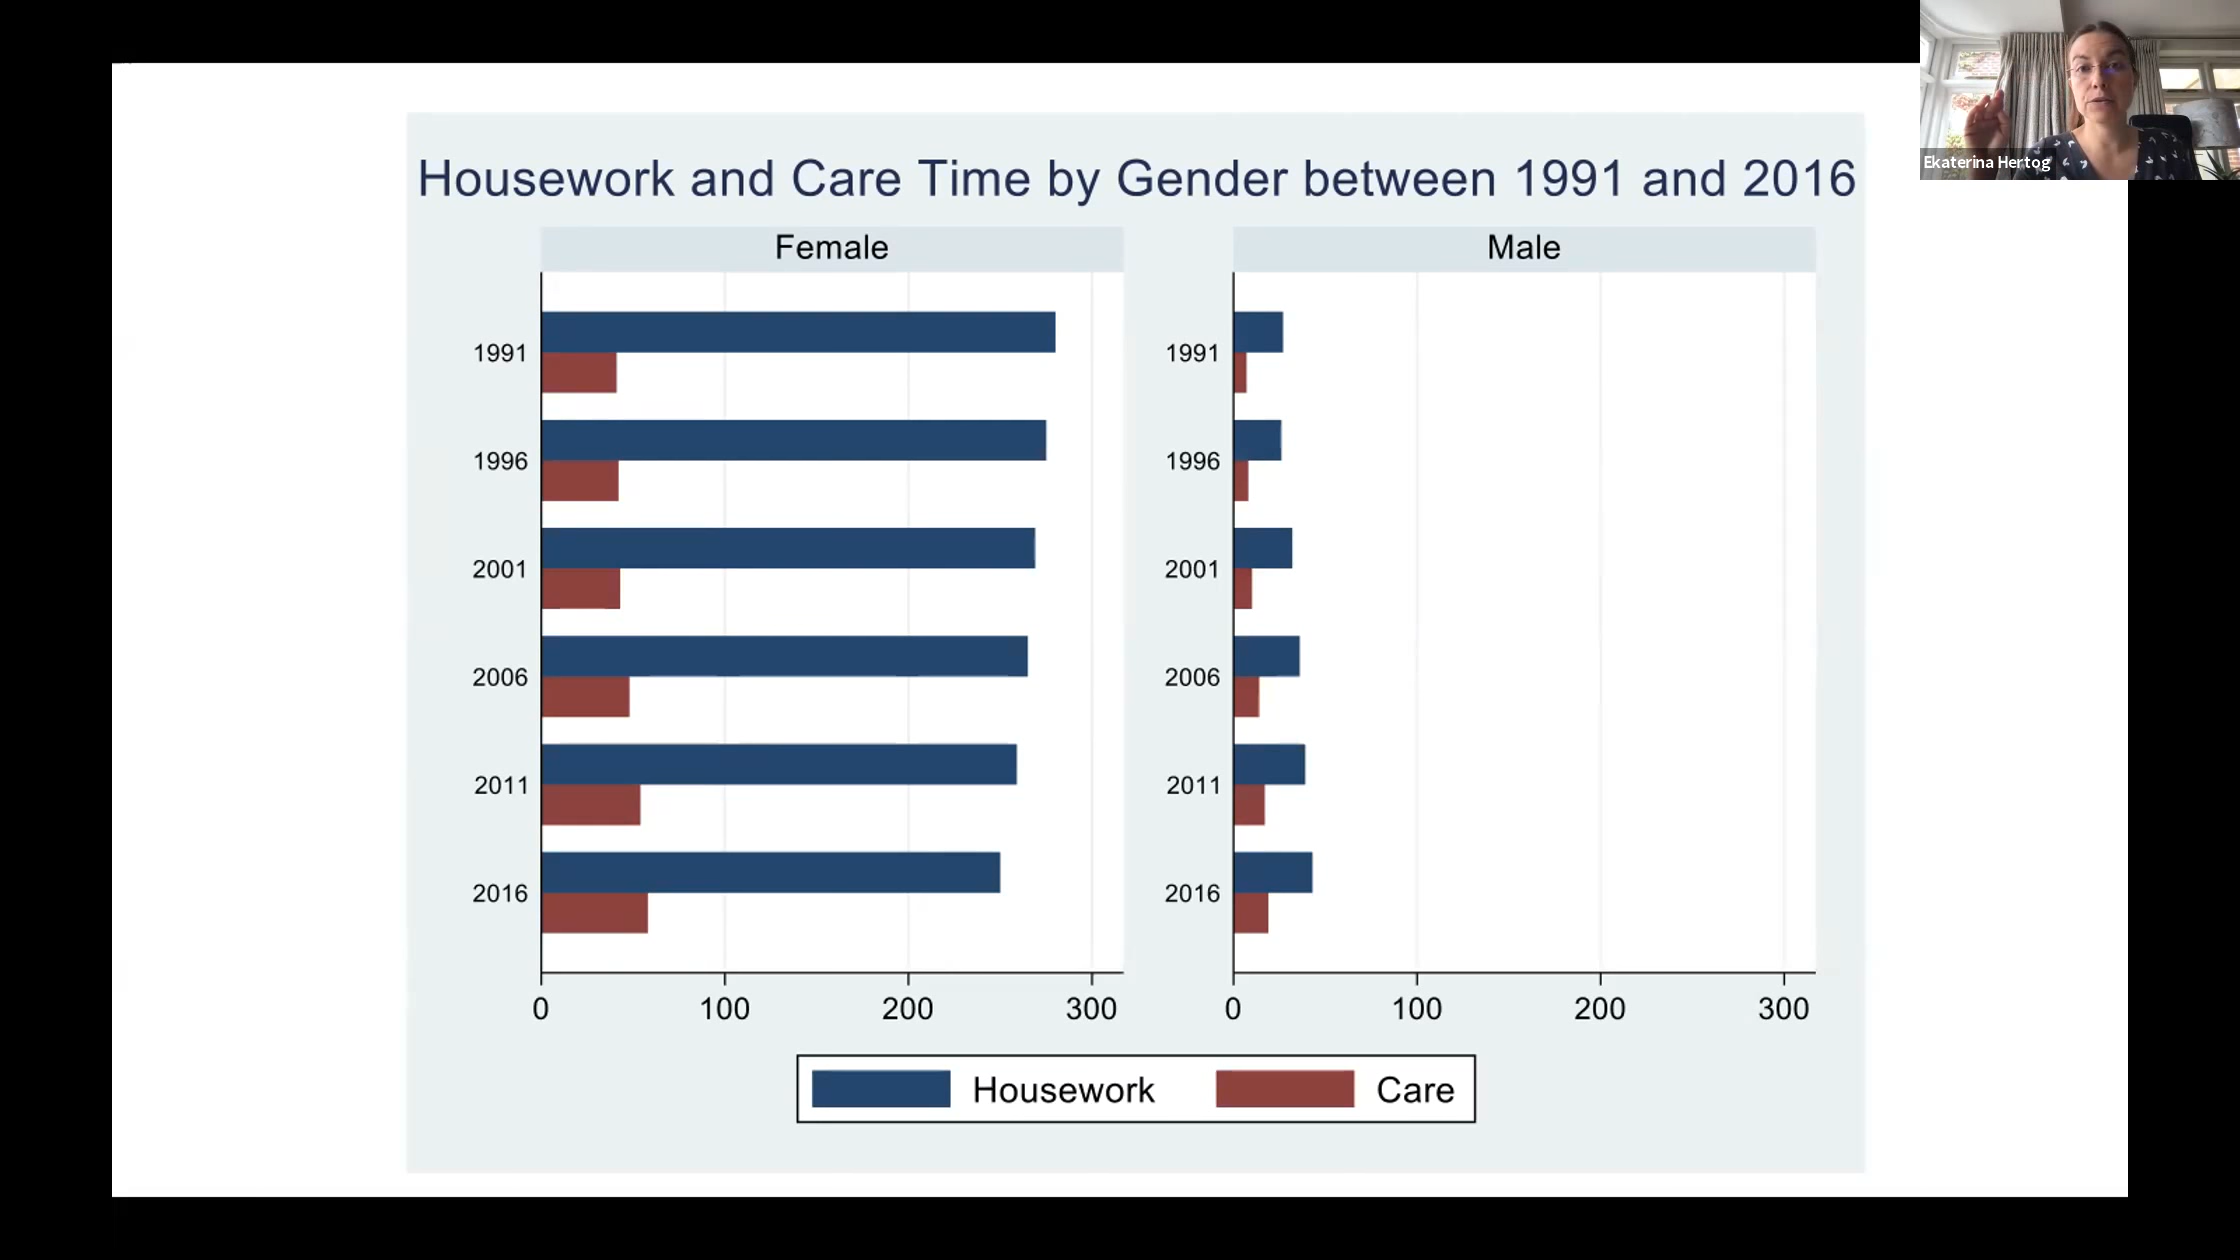 Ekaterina Hertog
Housework and Care Time by Gender between 1991 and 2016
Female
1991
1996
2001
2006
2011
2016
0 100 200 300
Male
1991
1996
2001
2006
2011
2016
0 100 200 300
Housework Care